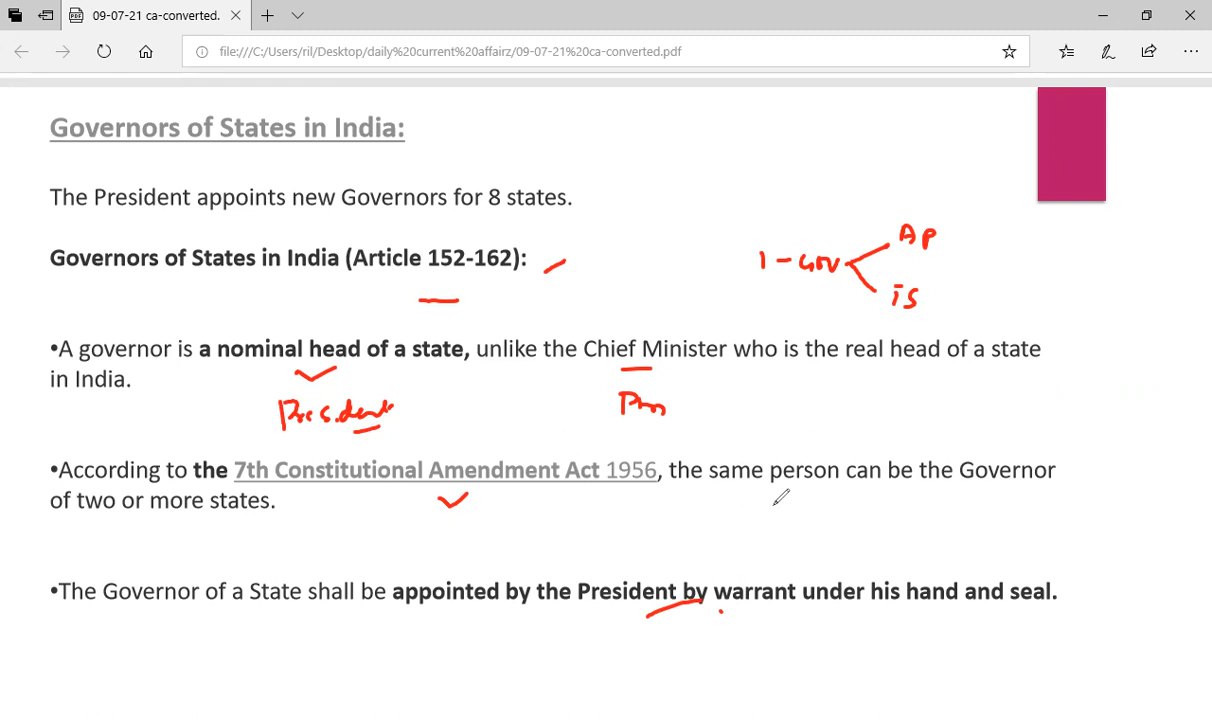 09-07-21 ca-converted.
file:///C:/Users/ril/Desktop/daily%20current%20affairz/09-07-21%20ca-converted.pdf
Governors of States in India:
The President appoints new Governors for 8 states.
Governors of States in India (Article 152-162):
AP
1 - Gov
•A governor is a nominal head of a state, unlike the Chief Minister who is the real head of a state
in India.
President
•According to the 7th Constitutional Amendment Act 1956, the same person can be the Governor
of two or more states.
•The Governor of a State shall be appointed by the President by warrant under his hand and seal.